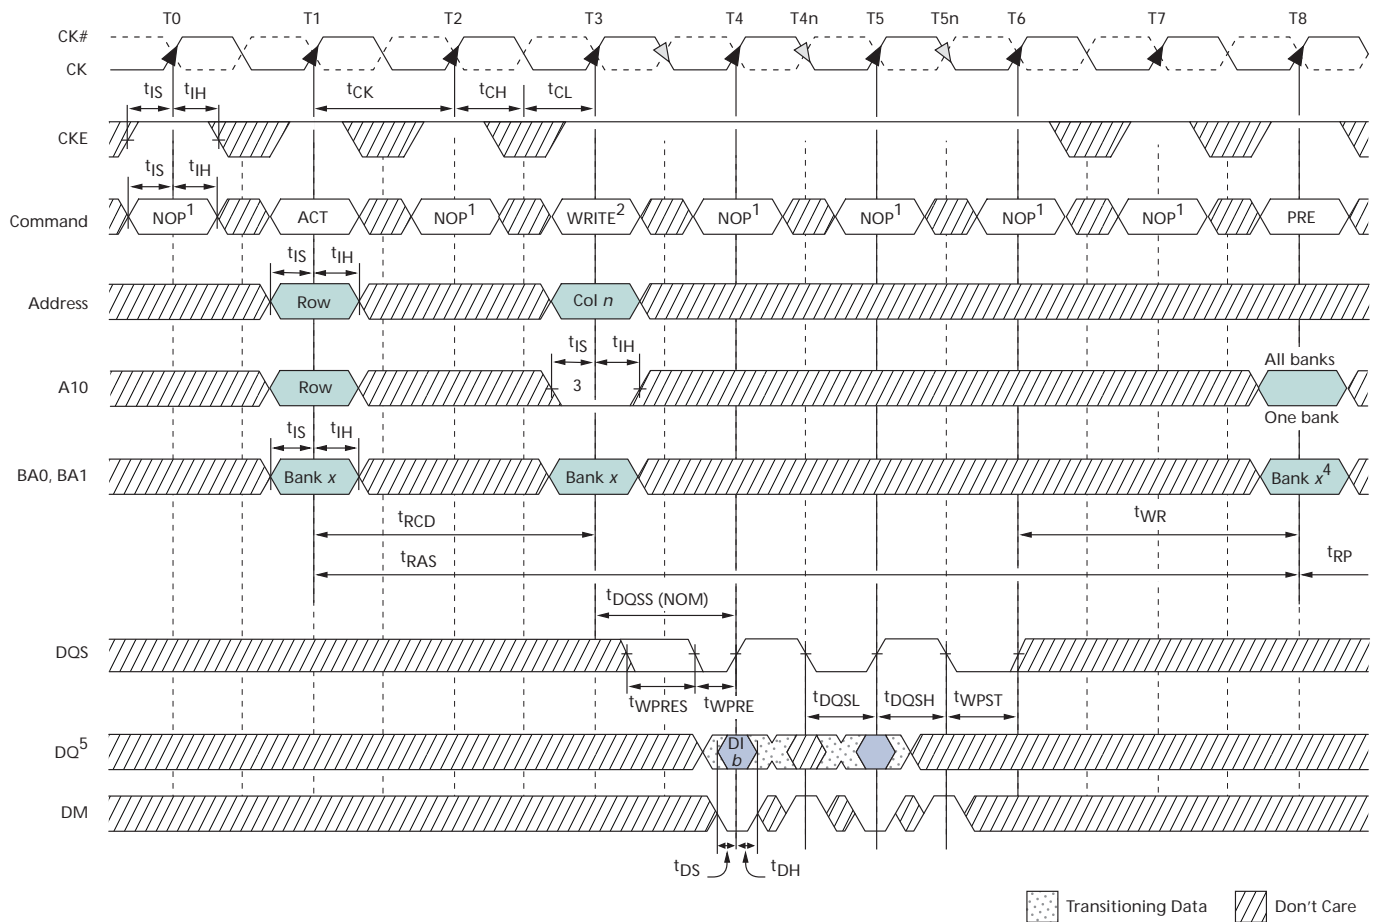 T0 T1 T2 T3 T4 T4n T5 T5n T6 T7 T8
CK#
CK
tIS tIH tCK tCH tCL
CKE
tIS tIH
Command NOP1 ACT NOP1 WRITE2 NOP1 NOP1 NOP1 NOP1 PRE
tIS tIH
Address Row Col n
tIS tIH
All banks
A10 Row 3
One bank
tIS tIH
BA0, BA1 Bank x Bank x Bank x4
tRCD tWR
tRAS tRP
tDQSS (NOM)
DQS
tWPRES tWPRE tDQSL tDQSH tWPST
DQ5 DI
b
DM
tDS tDH
Transitioning Data Don't Care